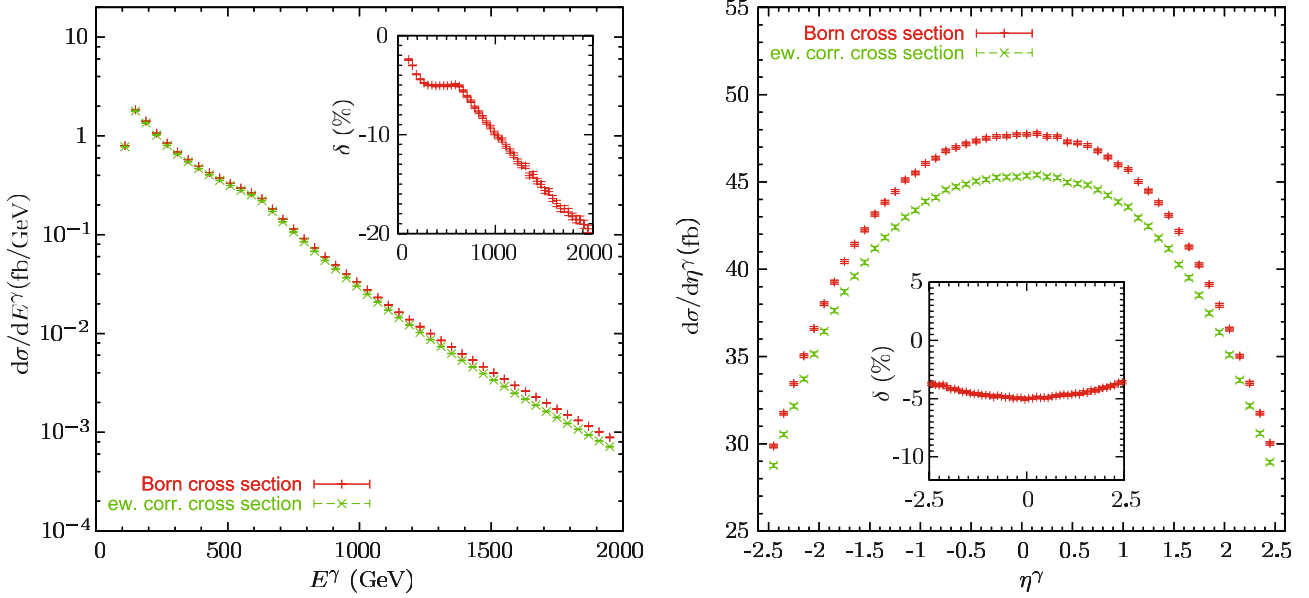 10
1
10⁻¹
10⁻²
10⁻³
10⁻⁴
dσ/dE^γ(fb/GeV)
0 500 1000 1500 2000
E^γ (GeV)
Born cross section
ew. corr. cross section
0
-10
-20
δ (%)
0 1000 2000
55
50
45
40
35
30
25
dσ/dη^γ(fb)
-2.5 -2 -1.5 -1 -0.5 0 0.5 1 1.5 2 2.5
η^γ
Born cross section
ew. corr. cross section
5
0
-5
-10
δ (%)
-2.5 0 2.5